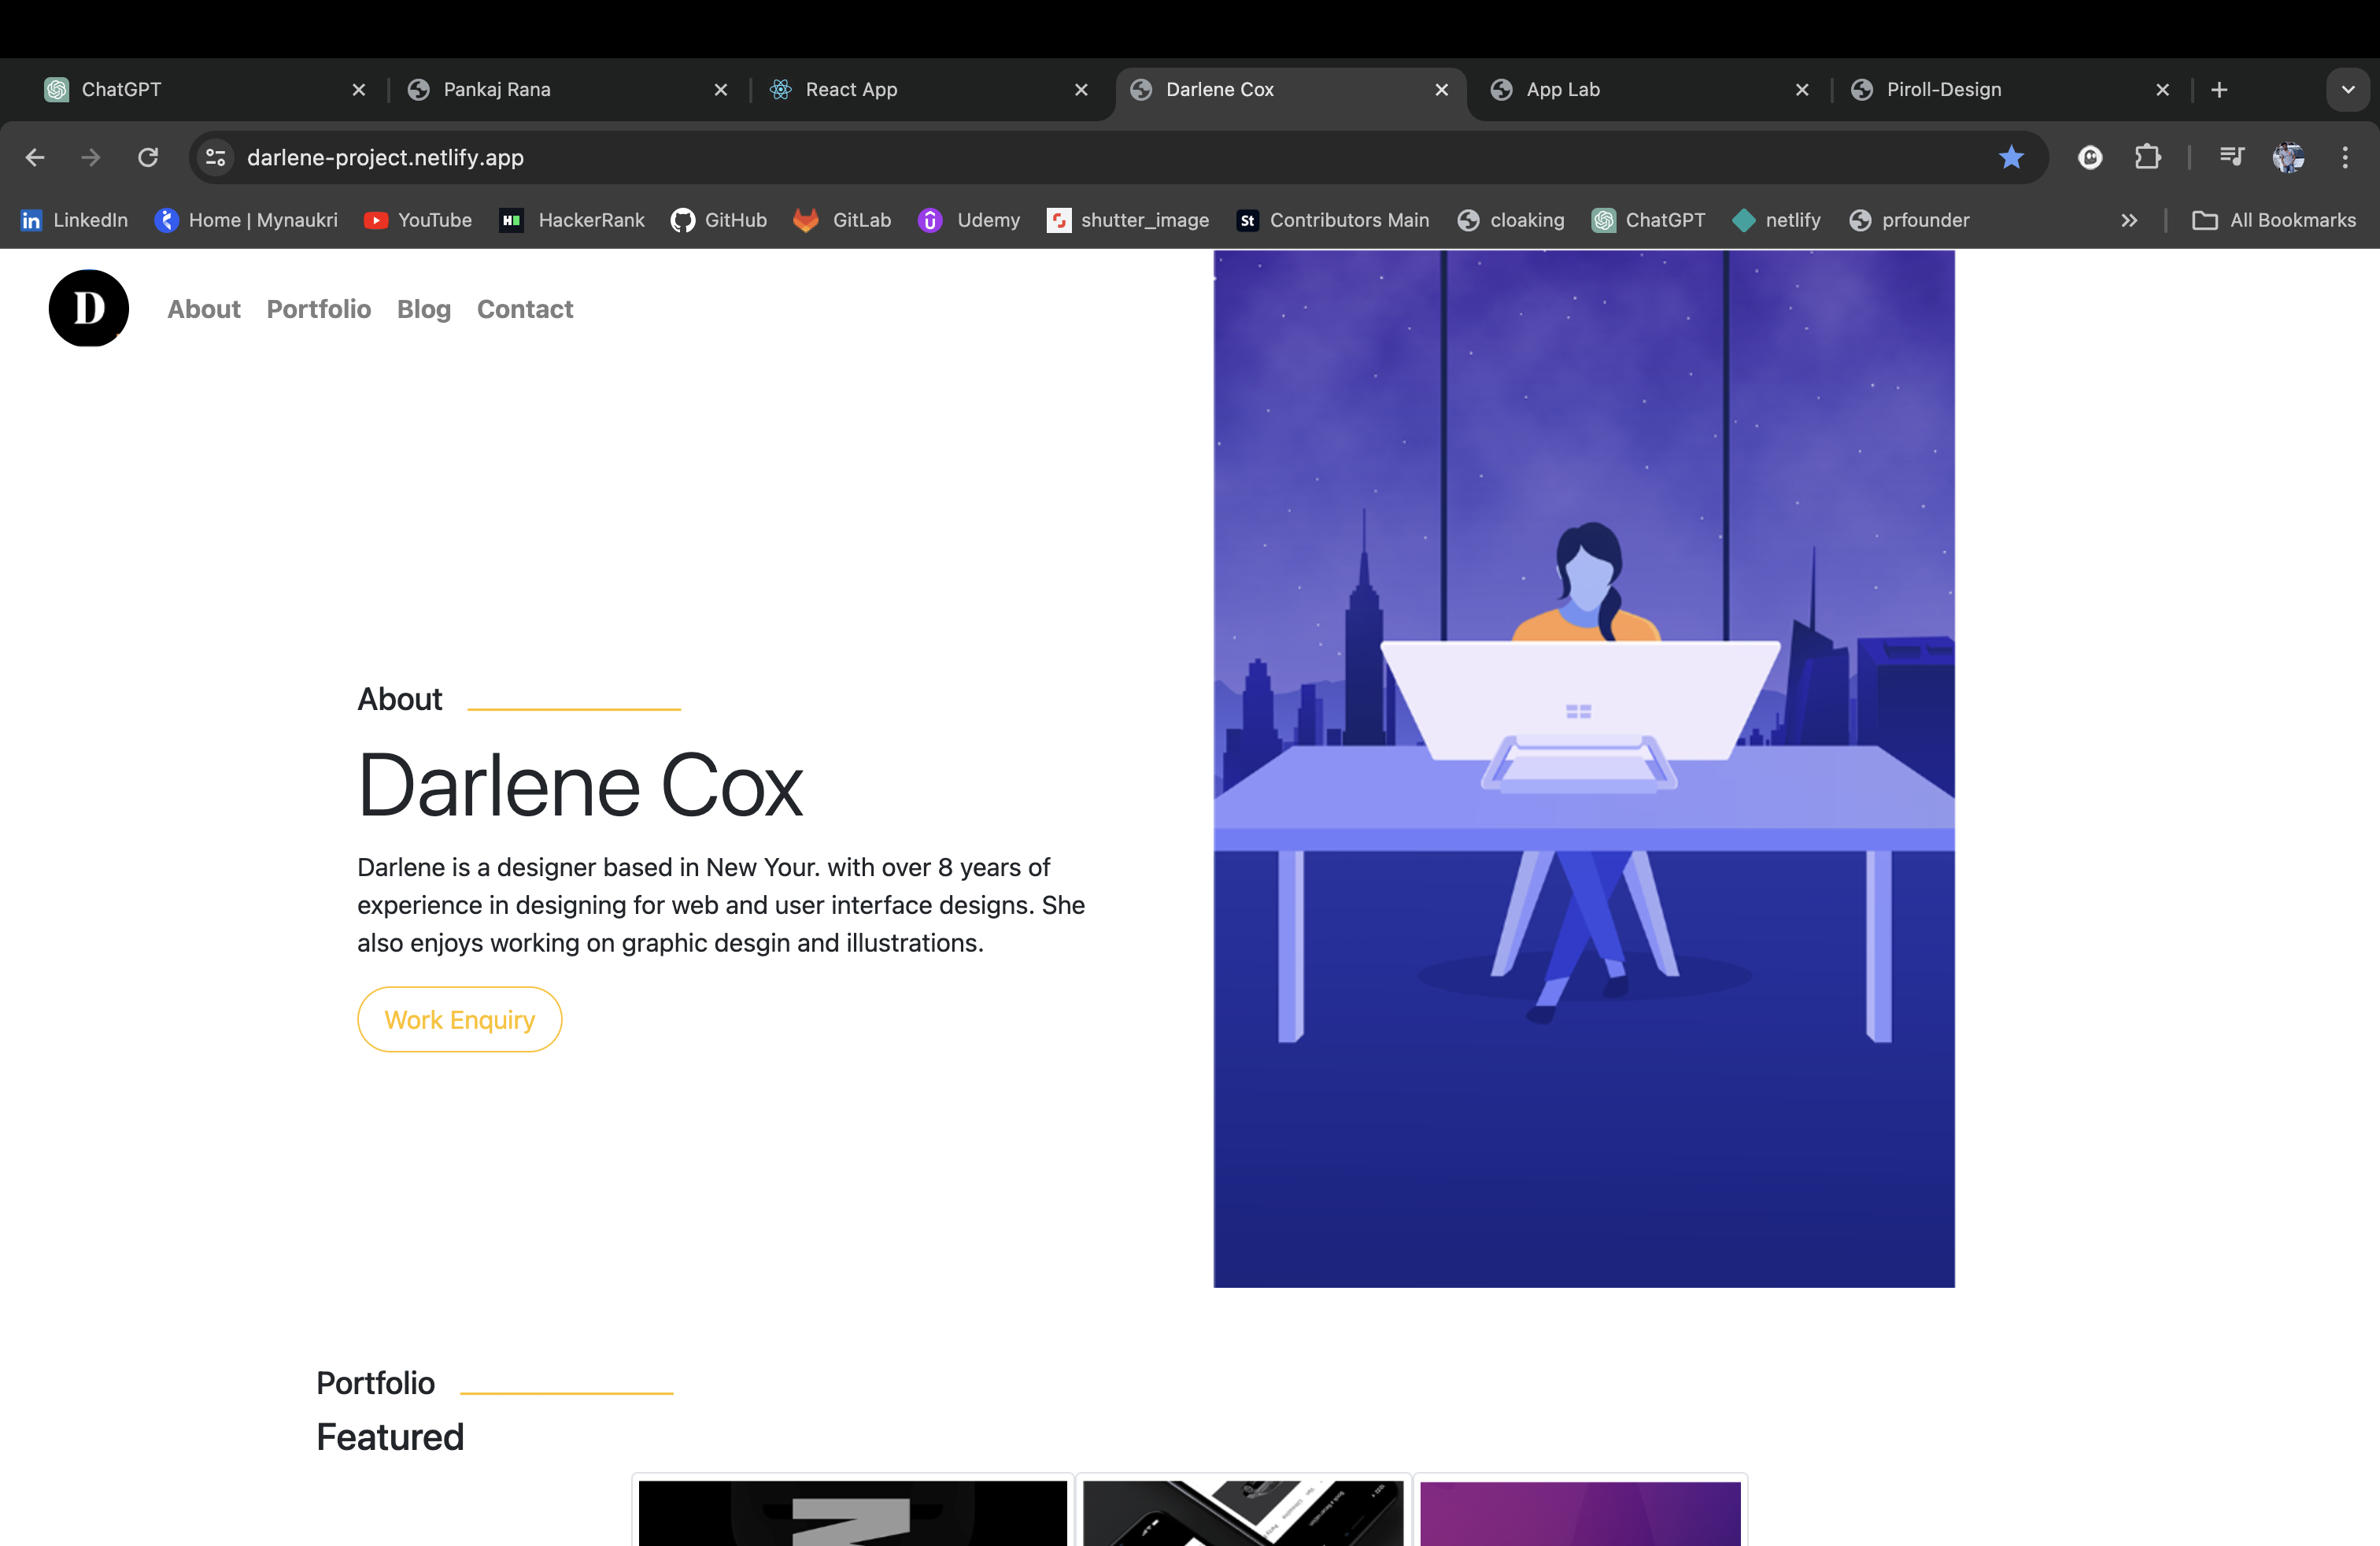 ChatGPT
Pankaj Rana
React App
Darlene Cox
App Lab
Piroll-Design
darlene-project.netlify.app
LinkedIn
Home | Mynaukri
YouTube
HackerRank
GitHub
GitLab
Udemy
shutter_image
Contributors Main
cloaking
ChatGPT
netlify
prfounder
All Bookmarks
D
About Portfolio Blog Contact
About
Darlene Cox
Darlene is a designer based in New Your. with over 8 years of
experience in designing for web and user interface designs. She
also enjoys working on graphic desgin and illustrations.
Work Enquiry
Portfolio
Featured